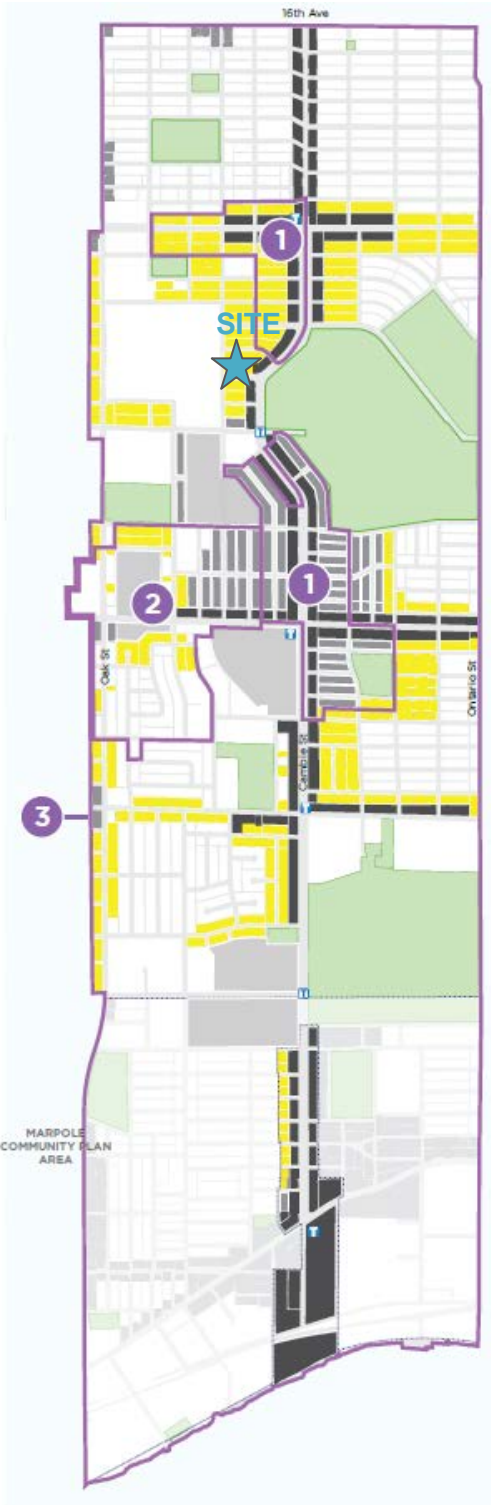 16th Ave
T
1
SITE
T
1
2
T
Oak St
Ontario St
Cambie St
3
T
T
MARPOLE
COMMUNITY PLAN
AREA
T